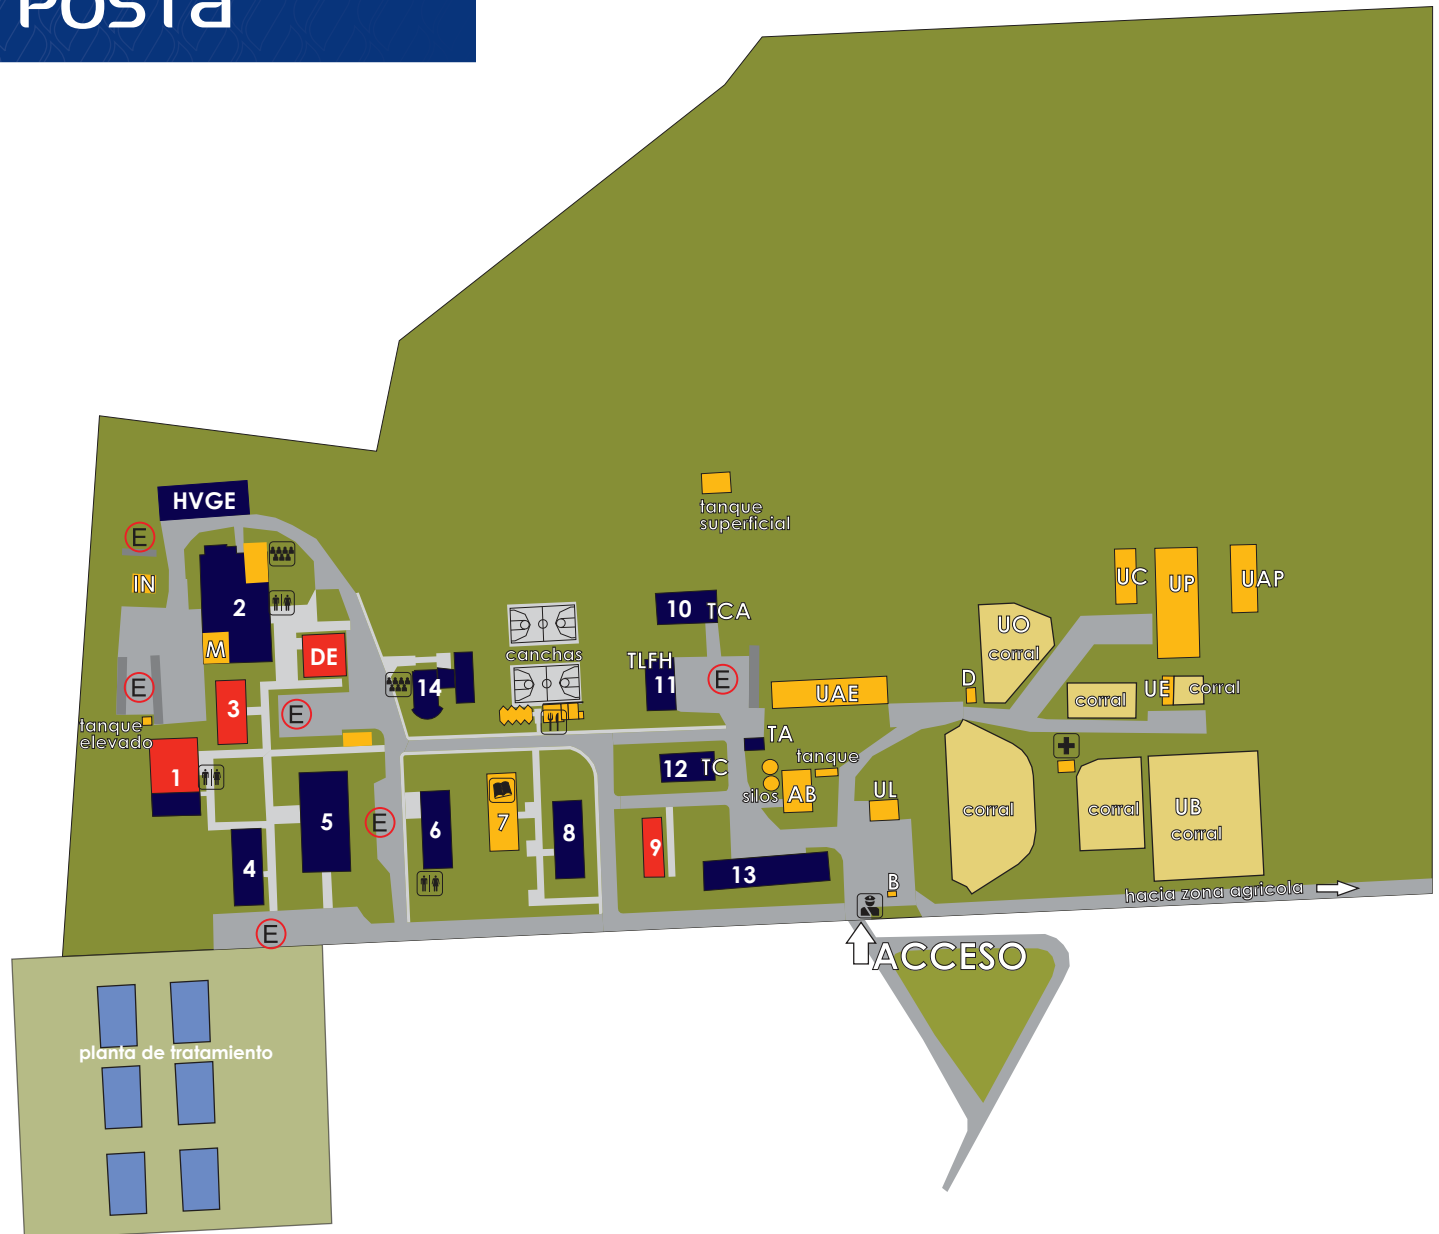 Posta
HVGE
E
IN
2
M
DE
E
3
E
tanque
elevado
1
4
5
E
E
14
canchas
6
7
8
tanque
superficial
10 TCA
TLFH
11
E
12 TC
9
13
TA
tanque
silos
AB
UAE
UL
B
D
UO
corral
UC
UP
UAP
corral
UE
corral
corral
corral
UB
corral
hacia zona agricola
ACCESO
planta de tratamiento